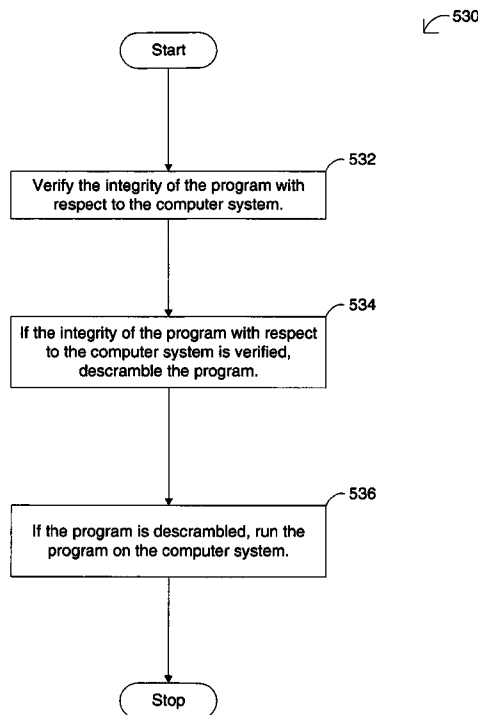 530
Start
532
Verify the integrity of the program with
respect to the computer system.
534
If the integrity of the program with respect
to the computer system is verified,
descramble the program.
536
If the program is descrambled, run the
program on the computer system.
Stop